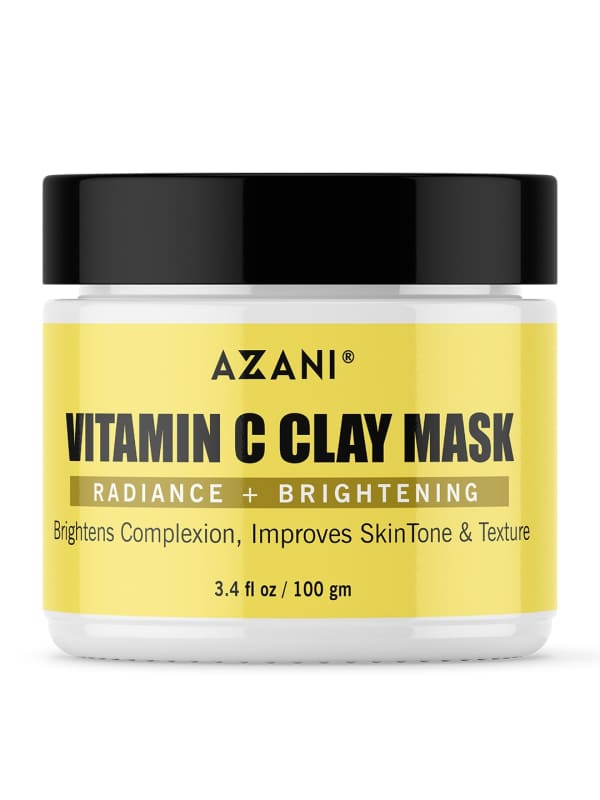 AZANI®
VITAMIN C CLAY MASK
RADIANCE + BRIGHTENING
Brightens Complexion, Improves SkinTone & Texture
3.4 fl oz / 100 gm